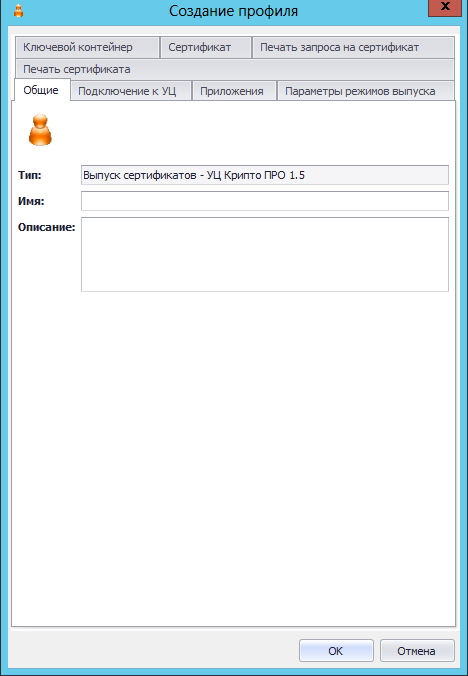 Создание профиля
x
Ключевой контейнер Сертификат Печать запроса на сертификат
Печать сертификата
Общие Подключение к УЦ Приложения Параметры режимов выпуска
Тип: Выпуск сертификатов - УЦ Крипто ПРО 1.5
Имя:
Описание:
OK Отмена